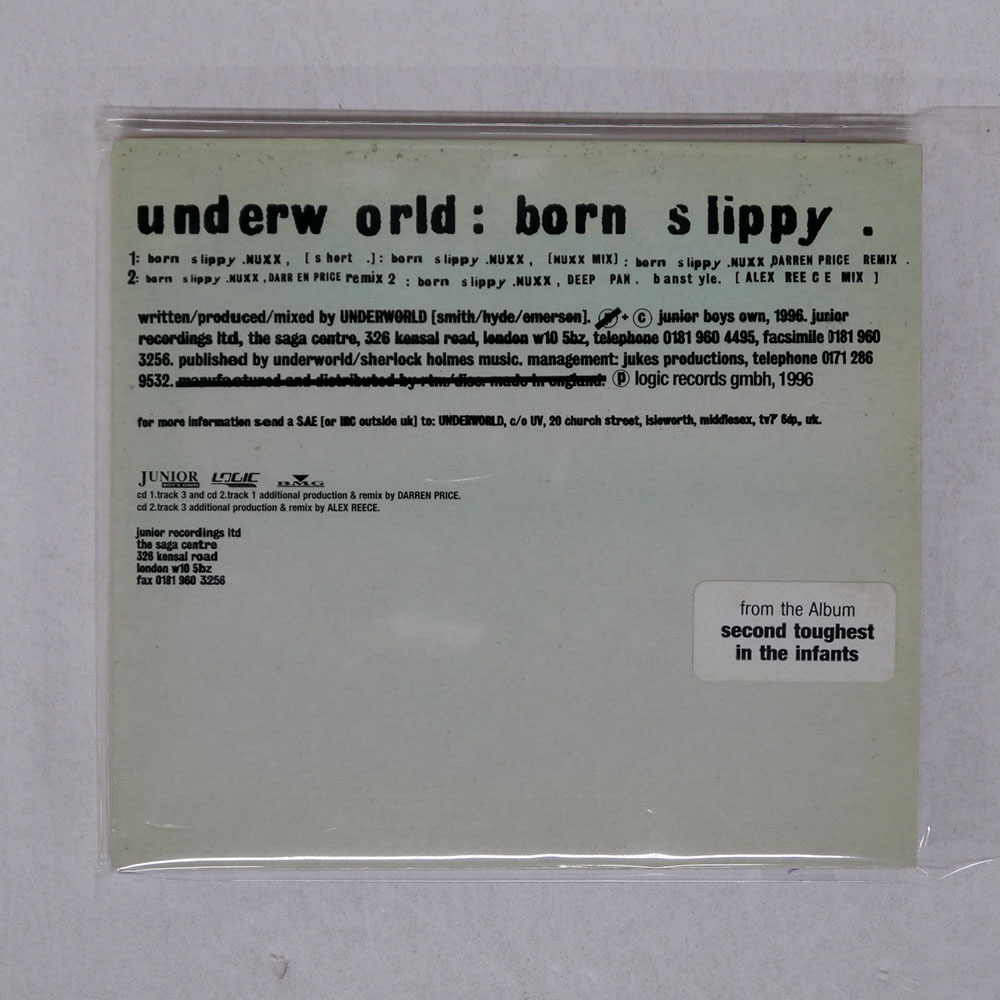 underw orld: born slippy .
1: born slippy .NUXX, [short .]: born slippy .NUXX, [NUXX MIX] : born slippy .NUXX ,DARREN PRICE REMIX .
2: born slippy .NUXX ,DARR EN PRICE remix 2 : born slippy .NUXX, DEEP PAN. banstyle. [ALEX REECE MIX ]
written/produced/mixed by UNDERWORLD [smith/hyde/emerson]. Ⓟ + © junior boys own, 1996. junior
recordings ltd, the saga centre, 326 kensal road, london w10 5bz, telephone 0181 960 4495, facsimile 0181 960
3256. published by underworld/sherlock holmes music. management: jukes productions, telephone 0171 286
9532. manufactured and distributed by rtm/disc. made in england. Ⓟ logic records gmbh, 1996
for more information send a SAE [or IRC outside uk] to: UNDERWORLD, c/o UV, 20 church street, isleworth, middlesex, tw7 6dp, uk.
JUNIOR BOY'S OWN LOGIC BMG
cd 1.track 3 and cd 2.track 1 additional production & remix by DARREN PRICE.
cd 2.track 3 additional production & remix by ALEX REECE.
junior recordings ltd
the saga centre
326 kensal road
london w10 5bz
fax 0181 960 3256
from the Album
second toughest
in the infants